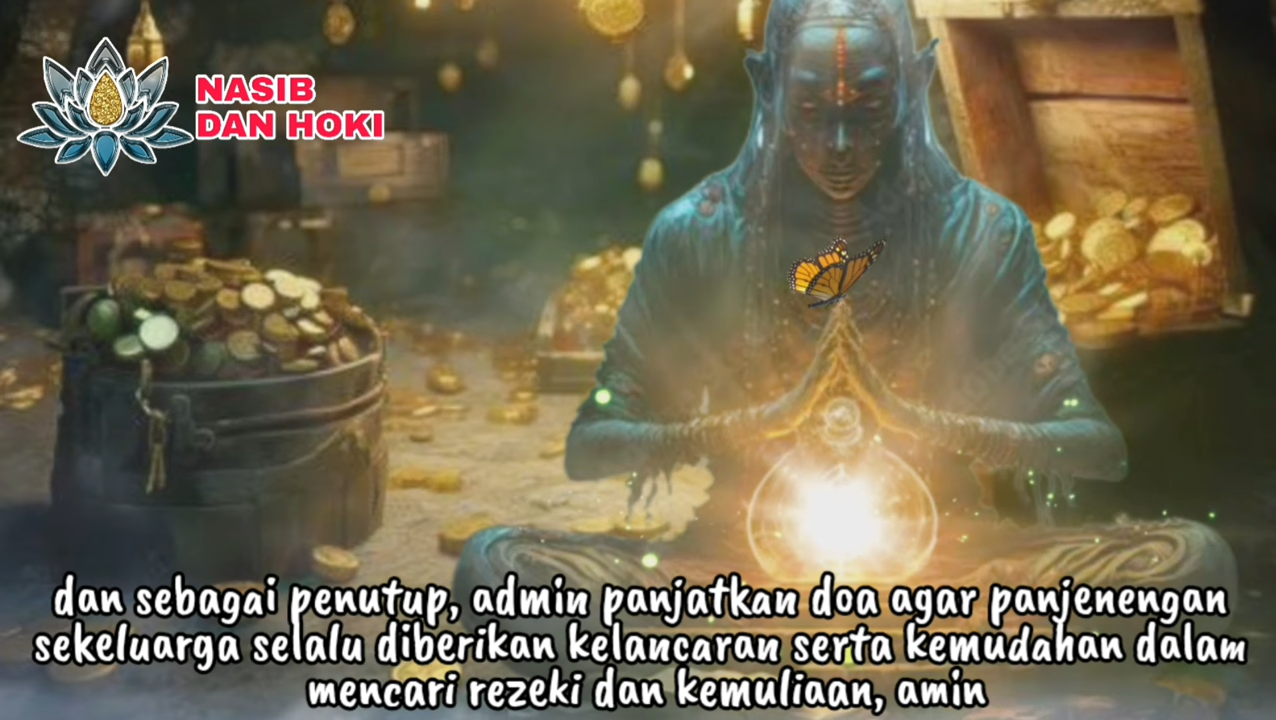 NASIB
DAN HOKI
dan sebagai penutup, admin panjatkan doa agar panjenengan
sekeluarga selalu diberikan kelancaran serta kemudahan dalam
mencari rezeki dan kemuliaan, amin